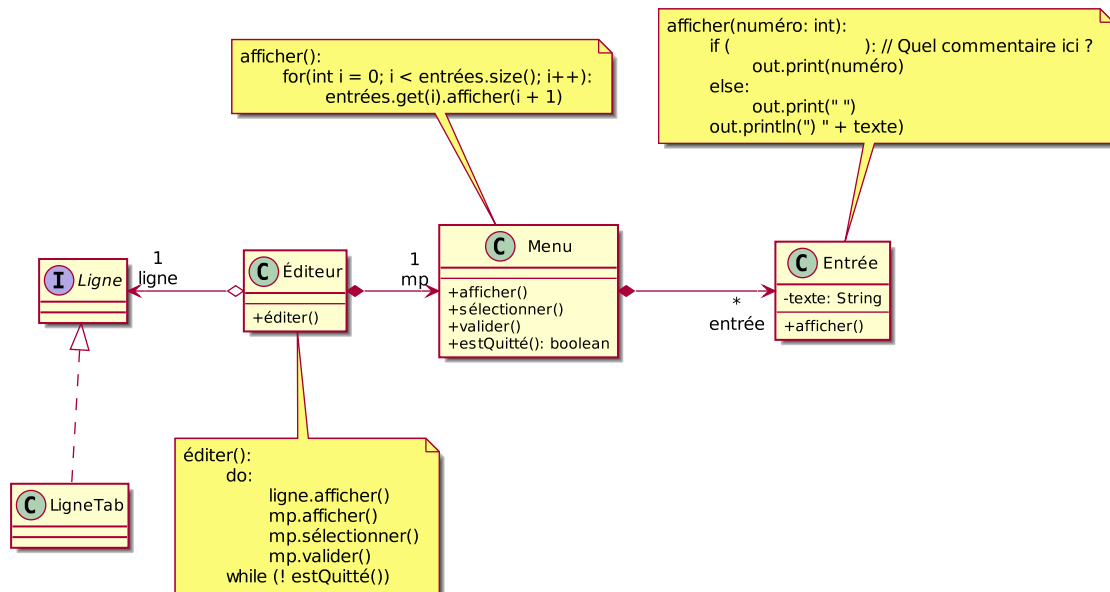 afficher(numéro: int):
if ( ): // Quel commentaire ici ?
out.print(numéro)
else:
out.print(" ")
out.println(") " + texte)
afficher():
for(int i = 0; i < entrées.size(); i++):
entrées.get(i).afficher(i + 1)
I Ligne
1
ligne
C Éditeur
+éditer()
1
mp
C Menu
+afficher()
+sélectionner()
+valider()
+estQuitté(): boolean
*
entrée
C Entrée
-texte: String
+afficher()
C LigneTab
éditer():
do:
ligne.afficher()
mp.afficher()
mp.sélectionner()
mp.valider()
while (! estQuitté())